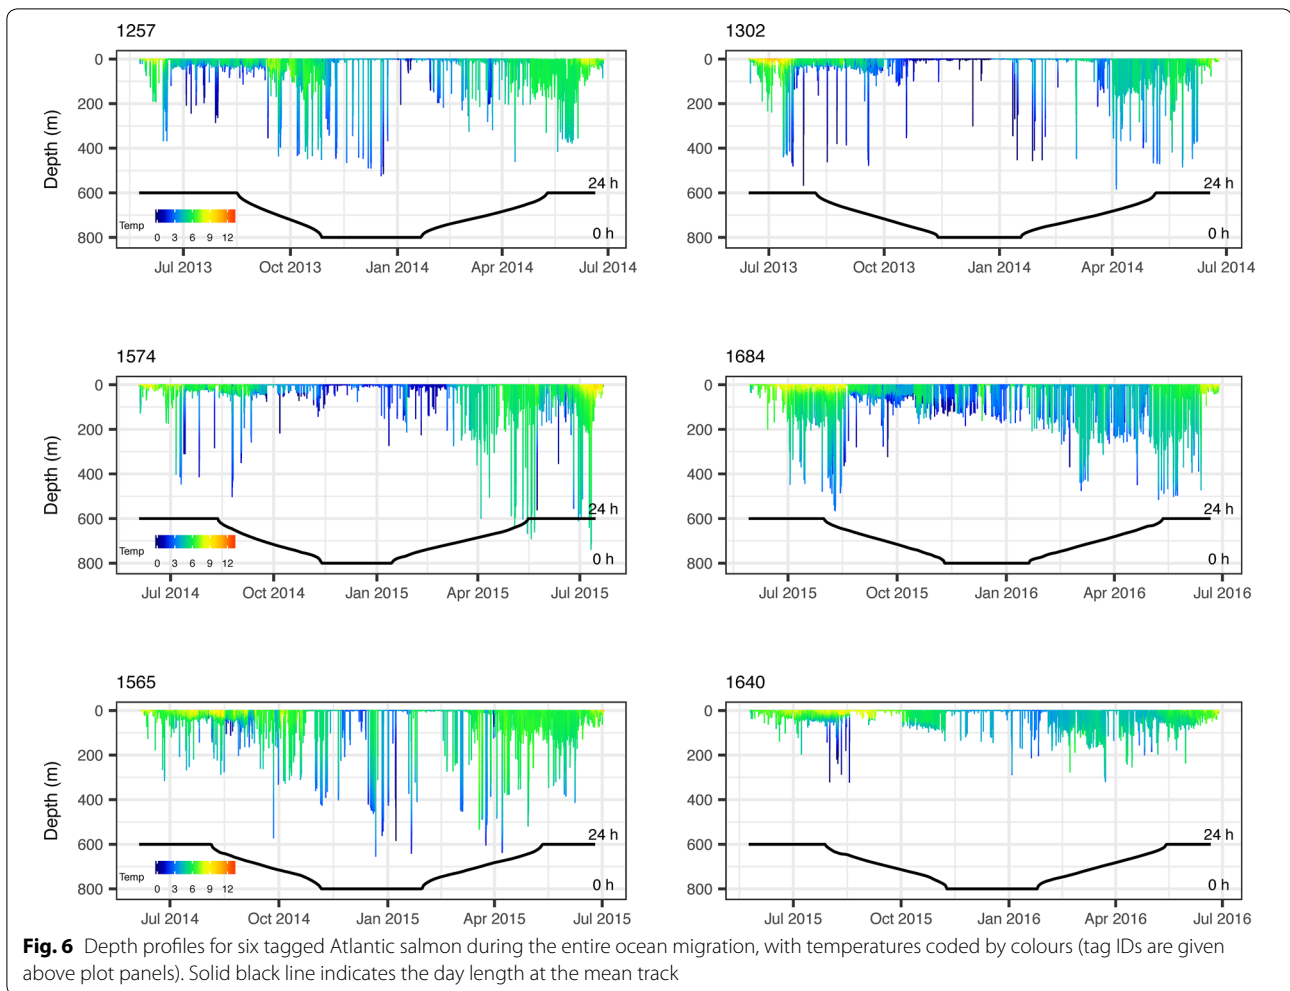 1257
0
200
400
600
800
Depth (m)
24 h
0 h
Temp
0 3 6 9 12
Jul 2013 Oct 2013 Jan 2014 Apr 2014 Jul 2014
1302
0
200
400
600
800
24 h
0 h
Jul 2013 Oct 2013 Jan 2014 Apr 2014 Jul 2014
1574
0
200
400
600
800
Depth (m)
24 h
0 h
Temp
0 3 6 9 12
Jul 2014 Oct 2014 Jan 2015 Apr 2015 Jul 2015
1684
0
200
400
600
800
24 h
0 h
Jul 2015 Oct 2015 Jan 2016 Apr 2016 Jul 2016
1565
0
200
400
600
800
Depth (m)
24 h
0 h
Temp
0 3 6 9 12
Jul 2014 Oct 2014 Jan 2015 Apr 2015 Jul 2015
1640
0
200
400
600
800
24 h
0 h
Jul 2015 Oct 2015 Jan 2016 Apr 2016 Jul 2016
Fig. 6 Depth profiles for six tagged Atlantic salmon during the entire ocean migration, with temperatures coded by colours (tag IDs are given
above plot panels). Solid black line indicates the day length at the mean track